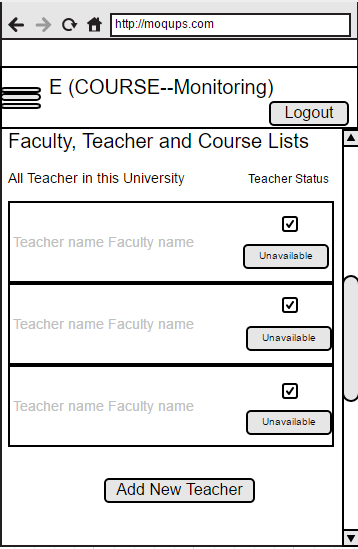 http://moqups.com
E (COURSE--Monitoring)
Logout
Faculty, Teacher and Course Lists
All Teacher in this University
Teacher Status
Teacher name Faculty name
Unavailable
Teacher name Faculty name
Unavailable
Teacher name Faculty name
Unavailable
Add New Teacher